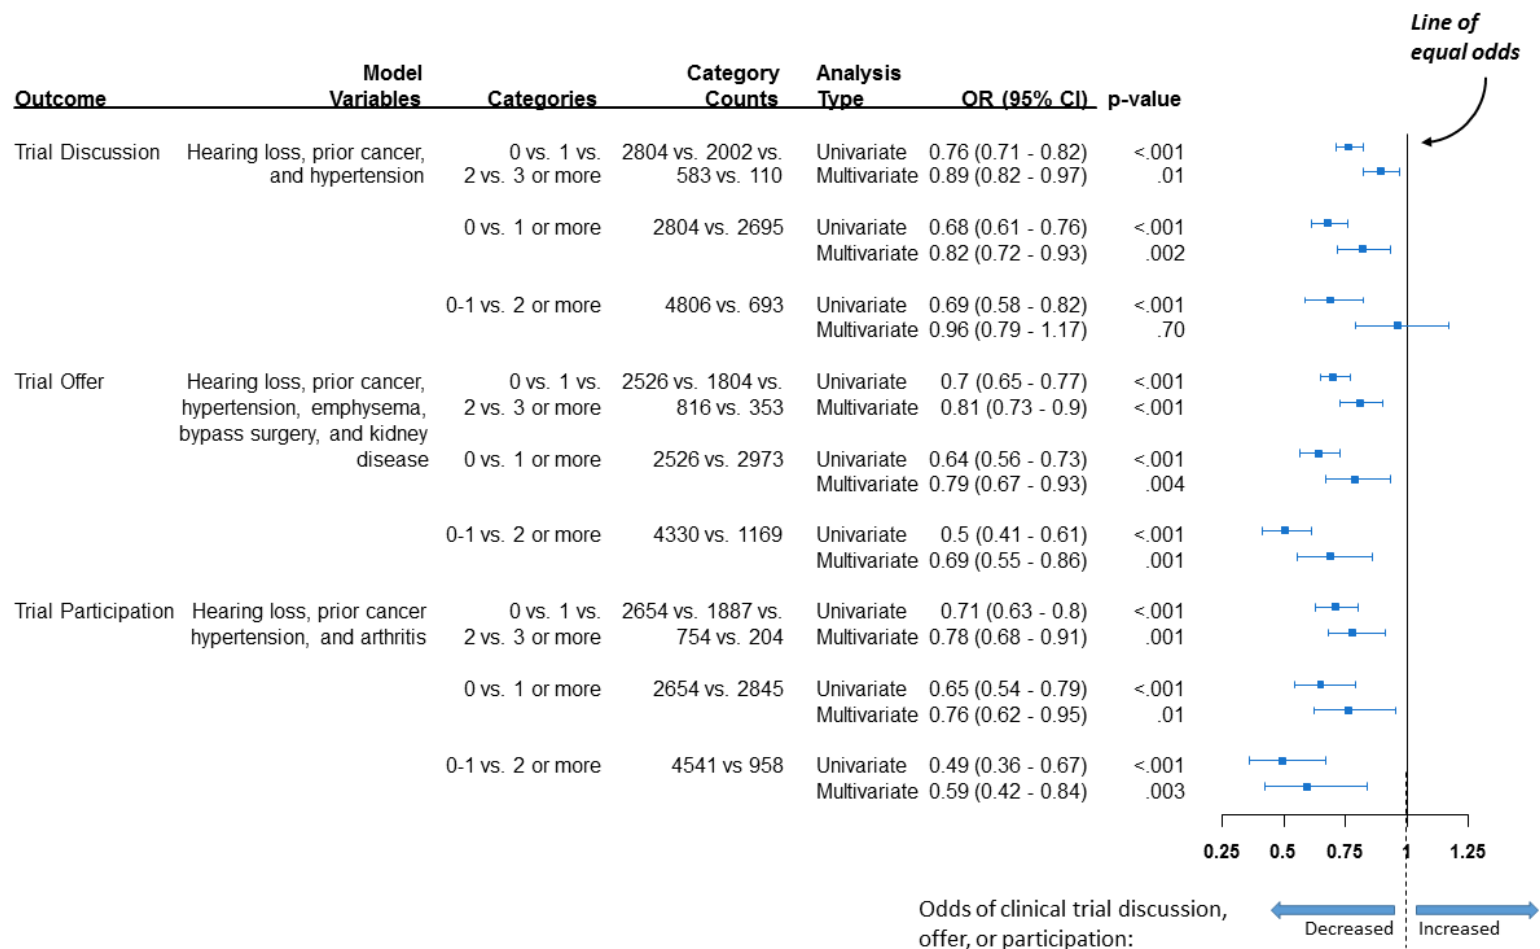 Line of
equal odds
Model Category Analysis
Outcome Variables Categories Counts Type OR (95% CI) p-value
Trial Discussion Hearing loss, prior cancer, 0 vs. 1 vs. 2804 vs. 2002 vs. Univariate 0.76 (0.71 - 0.82) <.001
and hypertension 2 vs. 3 or more 583 vs. 110 Multivariate 0.89 (0.82 - 0.97) .01
0 vs. 1 or more 2804 vs. 2695 Univariate 0.68 (0.61 - 0.76) <.001
Multivariate 0.82 (0.72 - 0.93) .002
0-1 vs. 2 or more 4806 vs. 693 Univariate 0.69 (0.58 - 0.82) <.001
Multivariate 0.96 (0.79 - 1.17) .70
Trial Offer Hearing loss, prior cancer, 0 vs. 1 vs. 2526 vs. 1804 vs. Univariate 0.7 (0.65 - 0.77) <.001
hypertension, emphysema, 2 vs. 3 or more 816 vs. 353 Multivariate 0.81 (0.73 - 0.9) <.001
bypass surgery, and kidney
disease 0 vs. 1 or more 2526 vs. 2973 Univariate 0.64 (0.56 - 0.73) <.001
Multivariate 0.79 (0.67 - 0.93) .004
0-1 vs. 2 or more 4330 vs. 1169 Univariate 0.5 (0.41 - 0.61) <.001
Multivariate 0.69 (0.55 - 0.86) .001
Trial Participation Hearing loss, prior cancer 0 vs. 1 vs. 2654 vs. 1887 vs. Univariate 0.71 (0.63 - 0.8) <.001
hypertension, and arthritis 2 vs. 3 or more 754 vs. 204 Multivariate 0.78 (0.68 - 0.91) .001
0 vs. 1 or more 2654 vs. 2845 Univariate 0.65 (0.54 - 0.79) <.001
Multivariate 0.76 (0.62 - 0.95) .01
0-1 vs. 2 or more 4541 vs 958 Univariate 0.49 (0.36 - 0.67) <.001
Multivariate 0.59 (0.42 - 0.84) .003
0.25 0.5 0.75 1 1.25
Odds of clinical trial discussion,
offer, or participation: Decreased Increased